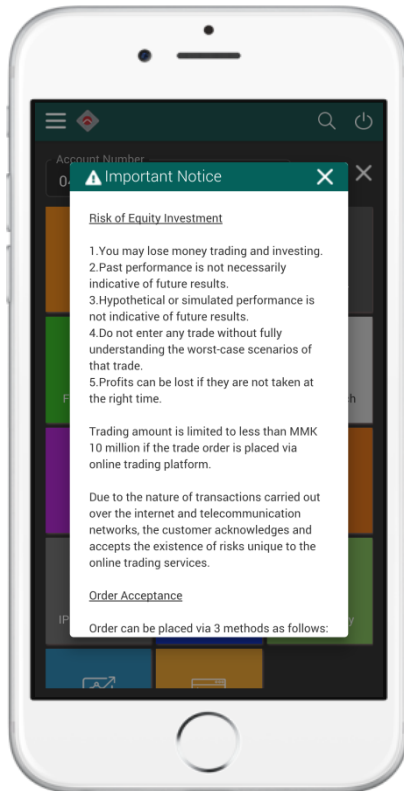 Account Number
0
Important Notice
Risk of Equity Investment
1.You may lose money trading and investing.
2.Past performance is not necessarily
indicative of future results.
3.Hypothetical or simulated performance is
not indicative of future results.
4.Do not enter any trade without fully
understanding the worst-case scenarios of
that trade.
5.Profits can be lost if they are not taken at
the right time.
Trading amount is limited to less than MMK
10 million if the trade order is placed via
online trading platform.
Due to the nature of transactions carried out
over the internet and telecommunication
networks, the customer acknowledges and
accepts the existence of risks unique to the
online trading services.
Order Acceptance
Order can be placed via 3 methods as follows: